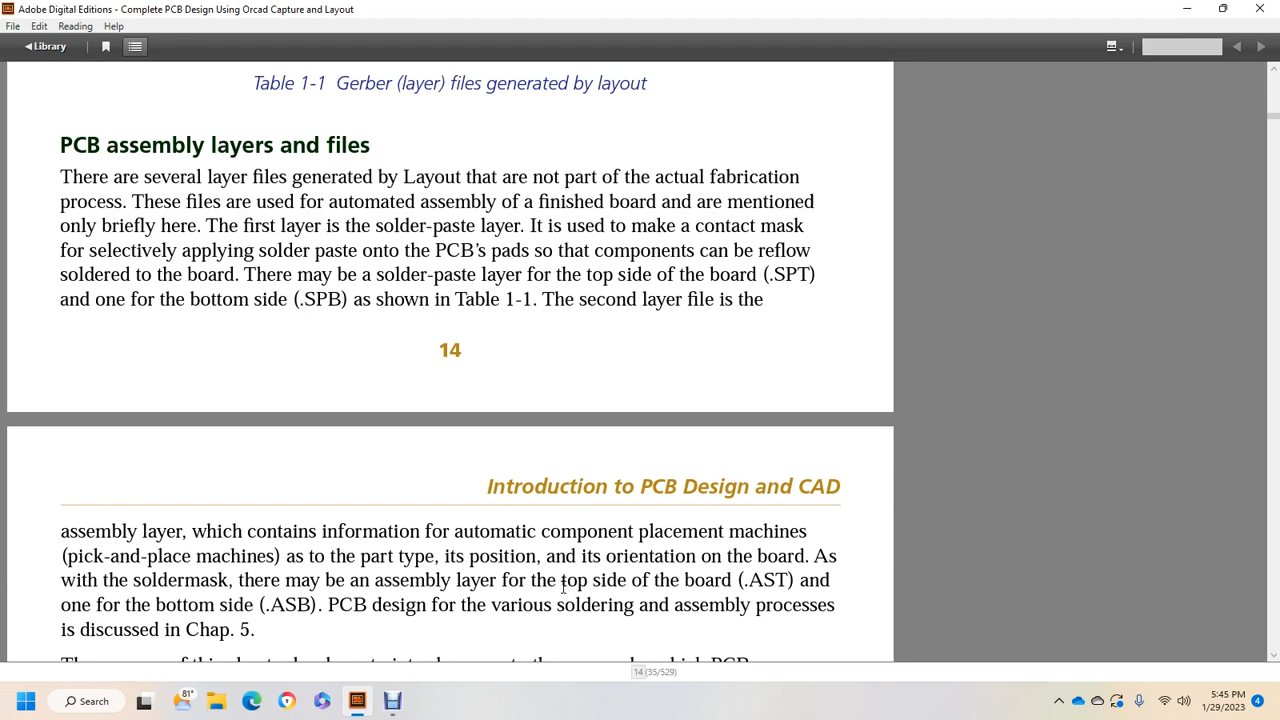 Adobe Digital Editions - Complete PCB Design Using Orcad Capture and Layout
File Edit Reading Help
Library
Table 1-1 Gerber (layer) files generated by layout
PCB assembly layers and files
There are several layer files generated by Layout that are not part of the actual fabrication
process. These files are used for automated assembly of a finished board and are mentioned
only briefly here. The first layer is the solder-paste layer. It is used to make a contact mask
for selectively applying solder paste onto the PCB's pads so that components can be reflow
soldered to the board. There may be a solder-paste layer for the top side of the board (.SPT)
and one for the bottom side (.SPB) as shown in Table 1-1. The second layer file is the
14
Introduction to PCB Design and CAD
assembly layer, which contains information for automatic component placement machines
(pick-and-place machines) as to the part type, its position, and its orientation on the board. As
with the soldermask, there may be an assembly layer for the top side of the board (.AST) and
one for the bottom side (.ASB). PCB design for the various soldering and assembly processes
is discussed in Chap. 5.
14 (35/529)
81°
Search
5:45 PM
1/29/2023
4